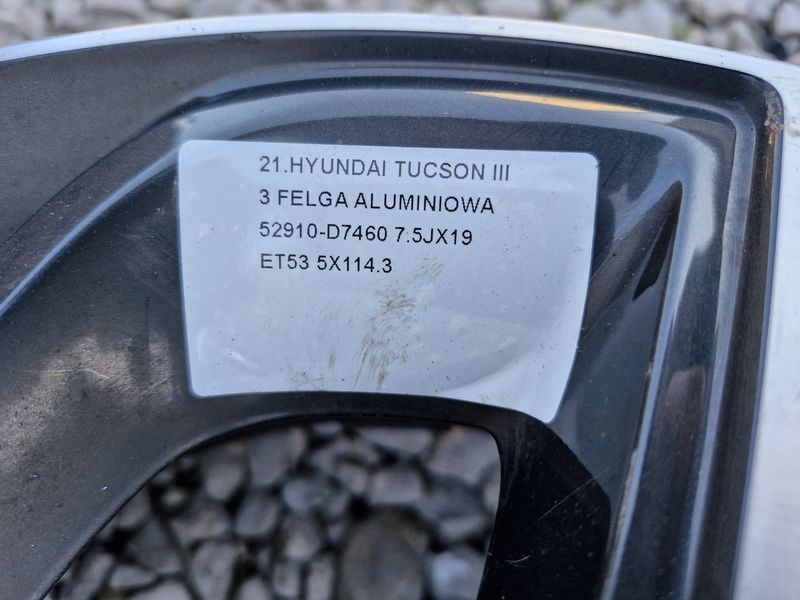 21.HYUNDAI TUCSON III
3 FELGA ALUMINIOWA
52910-D7460 7.5JX19
ET53 5X114.3